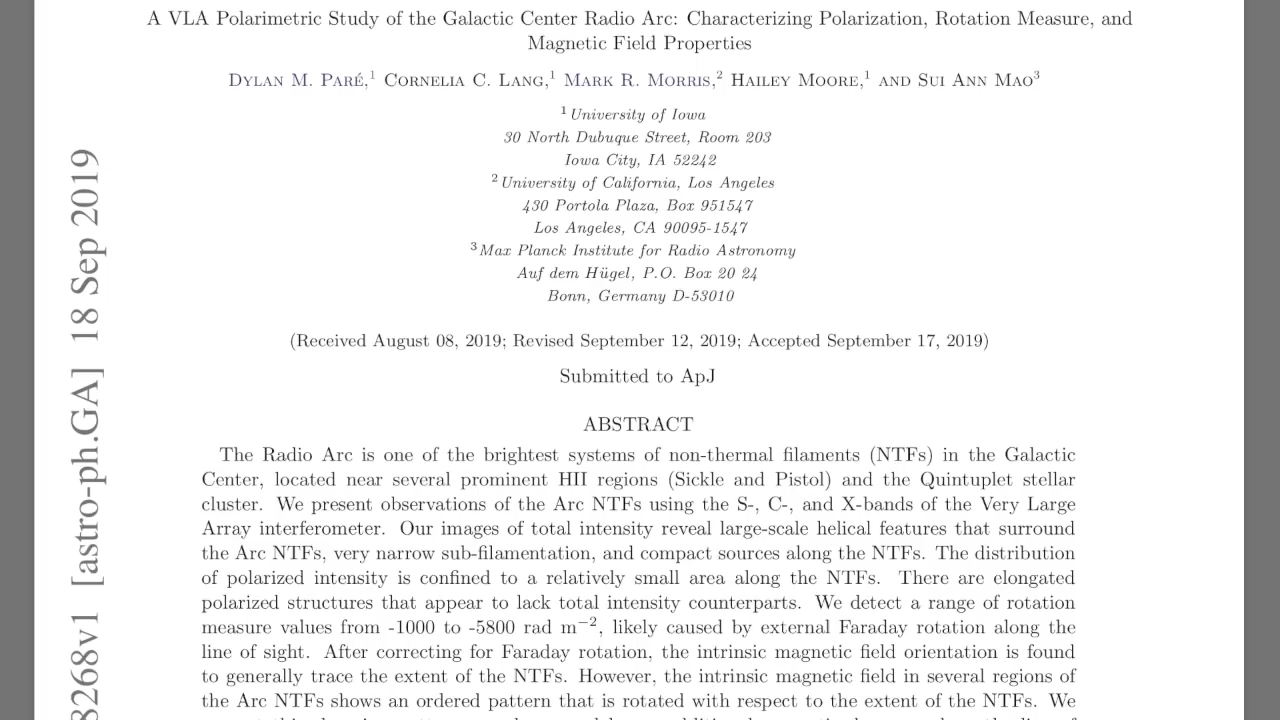 A VLA Polarimetric Study of the Galactic Center Radio Arc: Characterizing Polarization, Rotation Measure, and
Magnetic Field Properties
Dylan M. Paré,1 Cornelia C. Lang,1 Mark R. Morris,2 Hailey Moore,1 and Sui Ann Mao3
1 University of Iowa
30 North Dubuque Street, Room 203
Iowa City, IA 52242
2 University of California, Los Angeles
430 Portola Plaza, Box 951547
Los Angeles, CA 90095-1547
3 Max Planck Institute for Radio Astronomy
Auf dem Hügel, P.O. Box 20 24
Bonn, Germany D-53010
(Received August 08, 2019; Revised September 12, 2019; Accepted September 17, 2019)
Submitted to ApJ
ABSTRACT
The Radio Arc is one of the brightest systems of non-thermal filaments (NTFs) in the Galactic
Center, located near several prominent HII regions (Sickle and Pistol) and the Quintuplet stellar
cluster. We present observations of the Arc NTFs using the S-, C-, and X-bands of the Very Large
Array interferometer. Our images of total intensity reveal large-scale helical features that surround
the Arc NTFs, very narrow sub-filamentation, and compact sources along the NTFs. The distribution
of polarized intensity is confined to a relatively small area along the NTFs. There are elongated
polarized structures that appear to lack total intensity counterparts. We detect a range of rotation
measure values from -1000 to -5800 rad m−2, likely caused by external Faraday rotation along the
line of sight. After correcting for Faraday rotation, the intrinsic magnetic field orientation is found
to generally trace the extent of the NTFs. However, the intrinsic magnetic field in several regions of
the Arc NTFs shows an ordered pattern that is rotated with respect to the extent of the NTFs. We
8268v1 [astro-ph.GA] 18 Sep 2019